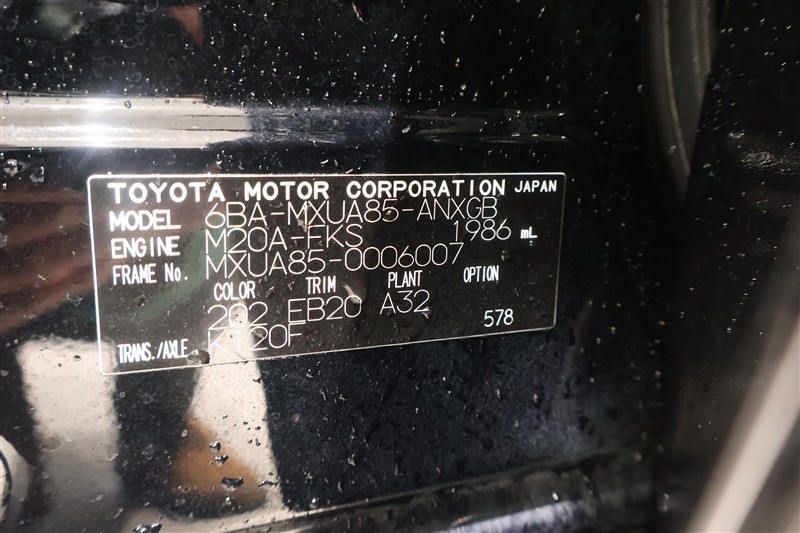 TOYOTA MOTOR CORPORATION JAPAN
MODEL 6BA-MXUA85-ANXGB
ENGINE M20A-FKS 1986 mL
FRAME No. MXUA85-0006007
COLOR TRIM PLANT OPTION
202 EB20 A32 578
TRANS./AXLE K120F